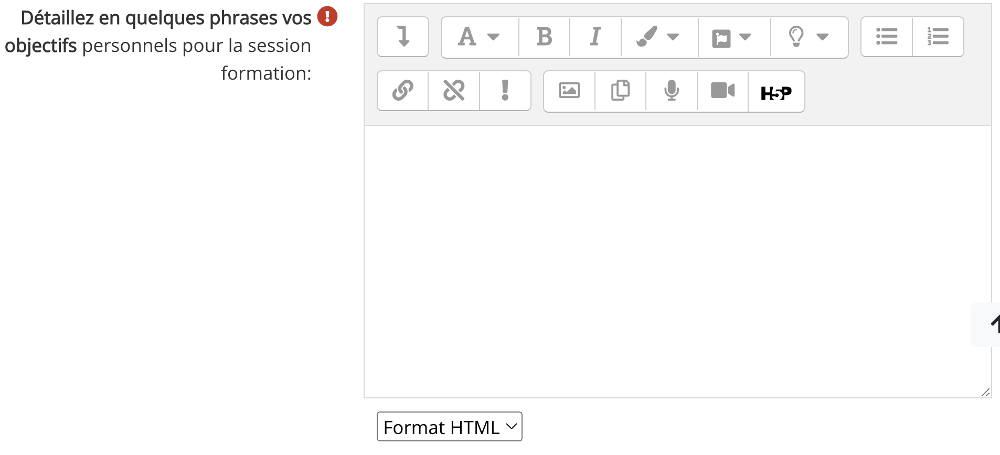 Détaillez en quelques phrases vos
objectifs personnels pour la session
formation:
H5P
Format HTML